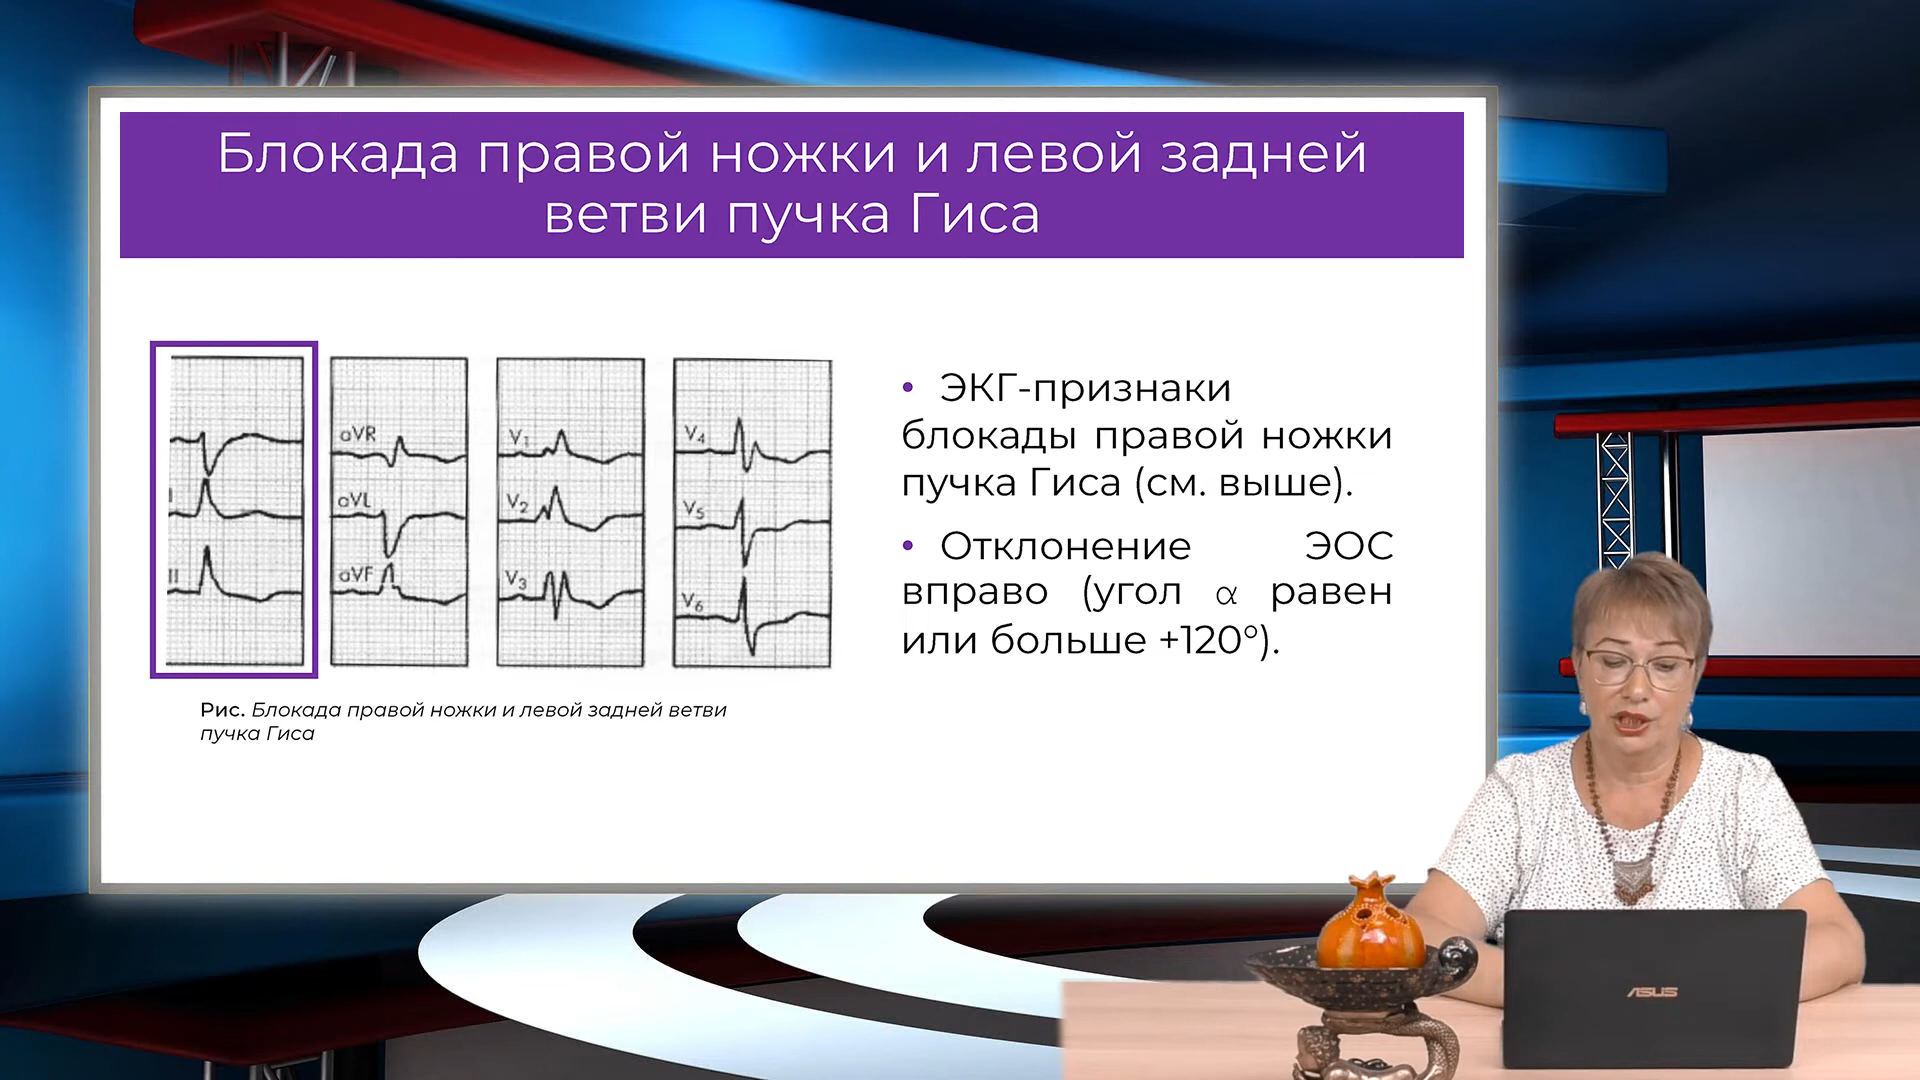 Блокада правой ножки и левой задней
ветви пучка Гиса
I
II
aVR
aVL
aVF
V1
V2
V3
V4
V5
V6
• ЭКГ-признаки
блокады правой ножки
пучка Гиса (см. выше).
• Отклонение ЭОС
вправо (угол α равен
или больше +120°).
Рис. Блокада правой ножки и левой задней ветви
пучка Гиса
ASUS